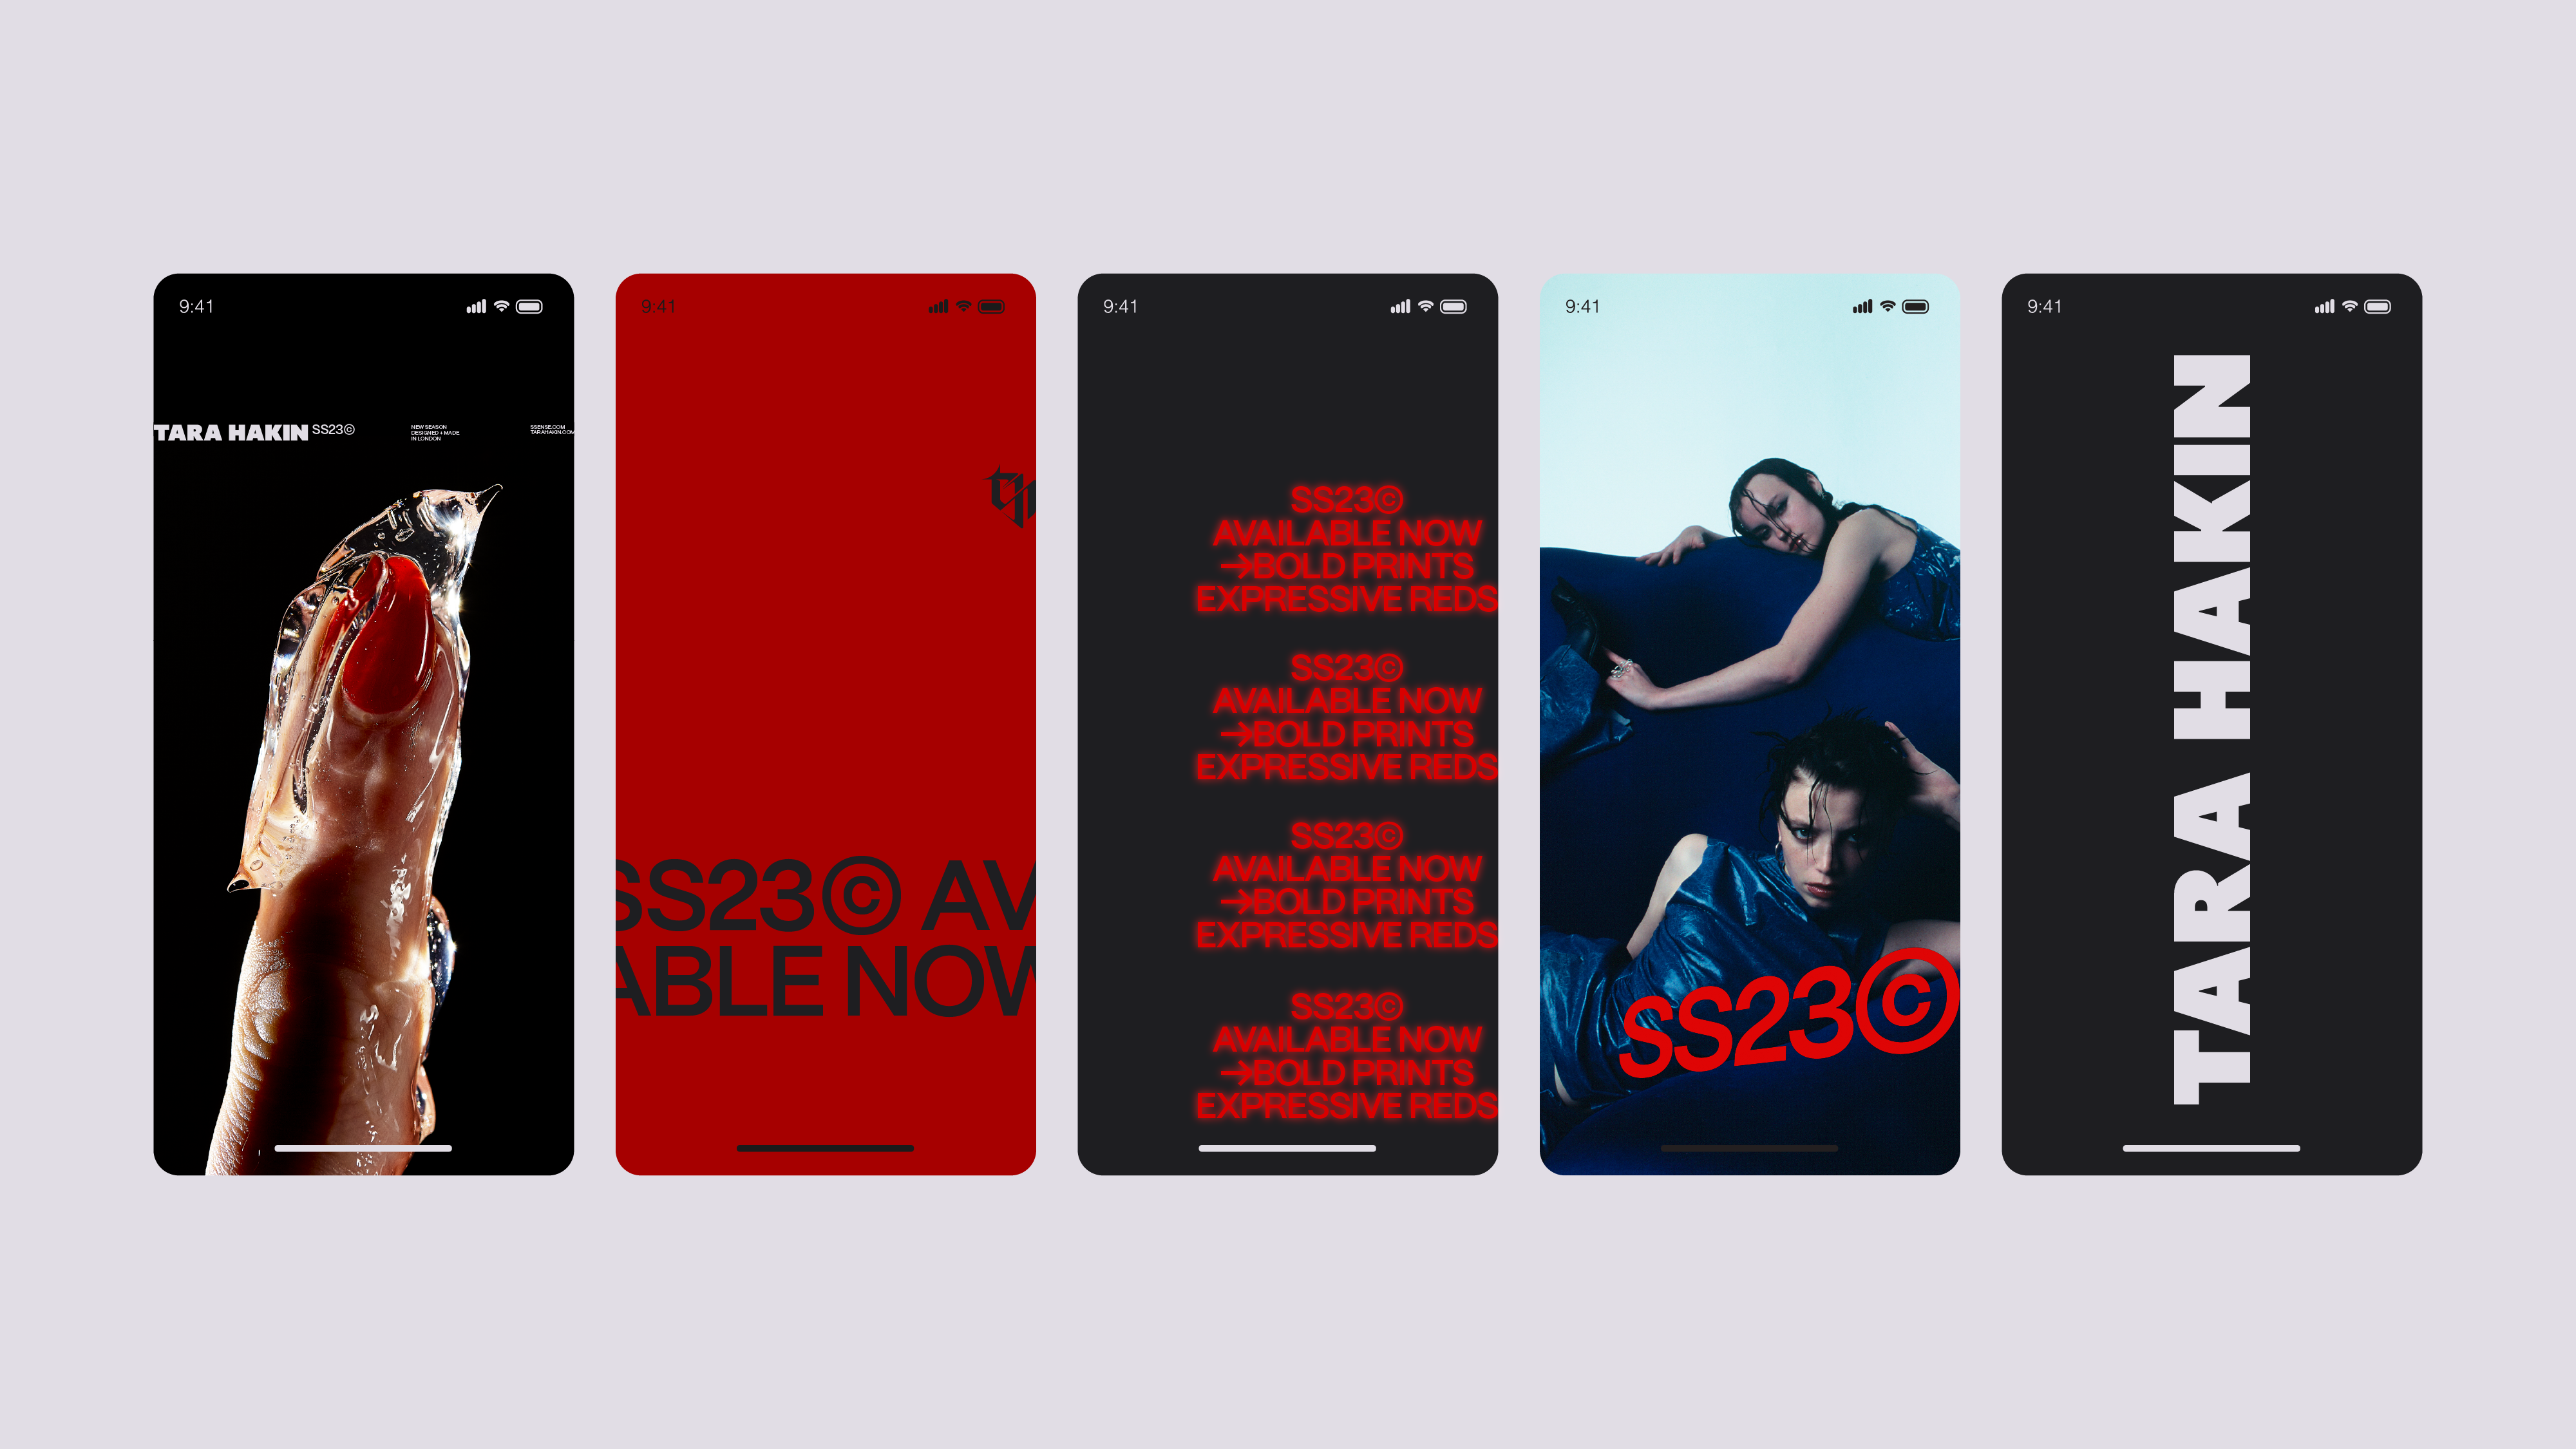 9:41
TARA HAKIN SS23©
NEW SEASON
DESIGNED + MADE
IN LONDON
SSENSE.COM
TARAHAKIN.COM
9:41
SS23© AV
ABLE NOW
9:41
SS23©
AVAILABLE NOW
→BOLD PRINTS
EXPRESSIVE REDS
SS23©
AVAILABLE NOW
→BOLD PRINTS
EXPRESSIVE REDS
SS23©
AVAILABLE NOW
→BOLD PRINTS
EXPRESSIVE REDS
SS23©
AVAILABLE NOW
→BOLD PRINTS
EXPRESSIVE REDS
9:41
SS23©
9:41
TARA HAKIN